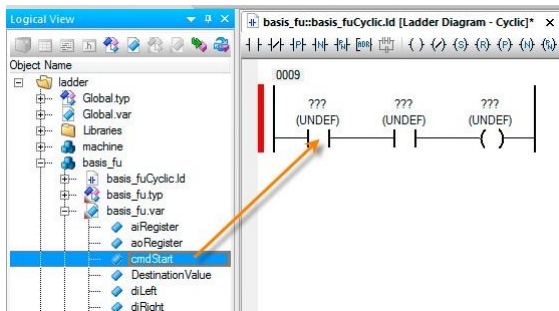 Logical View
basis_fu::basis_fuCyclic.ld [Ladder Diagram - Cyclic]*
Object Name
ladder
Global.typ
Global.var
Libraries
machine
basis_fu
basis_fuCyclic.ld
basis_fu.typ
basis_fu.var
aiRegister
aoRegister
cmdStart
DestinationValue
diLeft
diRight
0009
??? ??? ???
(UNDEF) (UNDEF) (UNDEF)